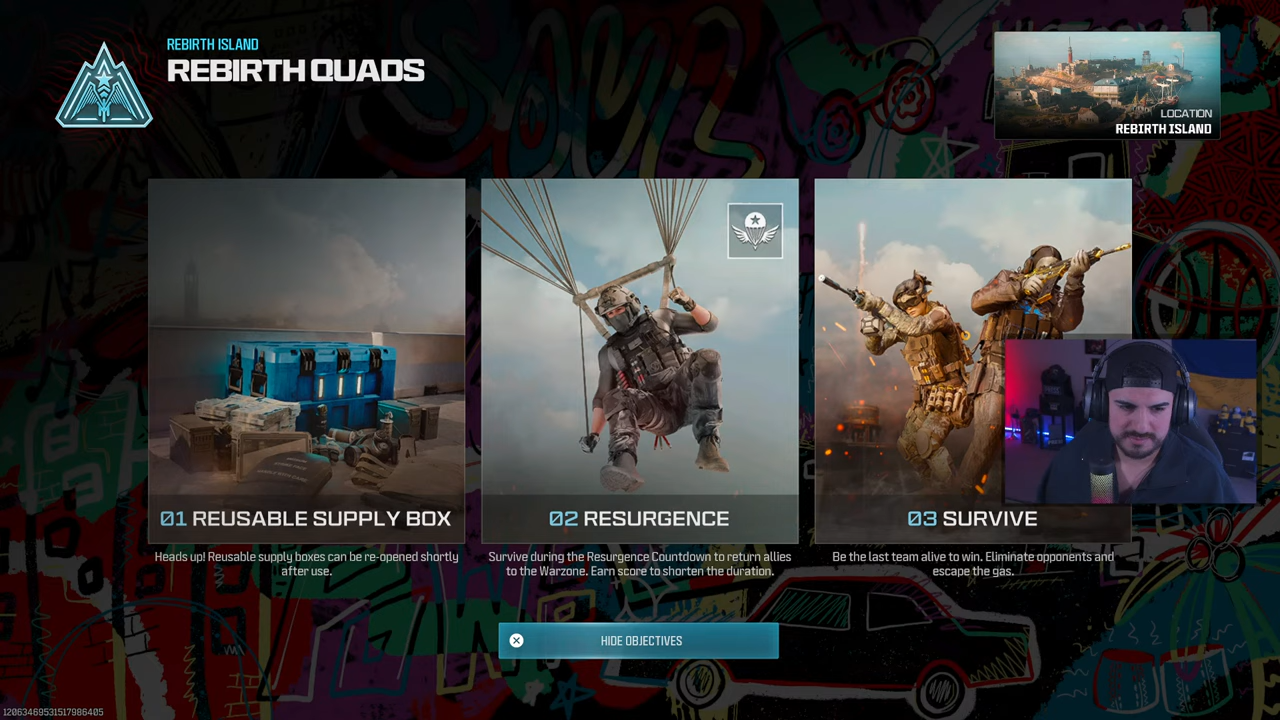 REBIRTH ISLAND
REBIRTH QUADS
LOCATION
REBIRTH ISLAND
01 REUSABLE SUPPLY BOX
Heads up! Reusable supply boxes can be re-opened shortly
after use.
02 RESURGENCE
Survive during the Resurgence Countdown to return allies
to the Warzone. Earn score to shorten the duration.
03 SURVIVE
Be the last team alive to win. Eliminate opponents and
escape the gas.
HIDE OBJECTIVES
12063469531517986405